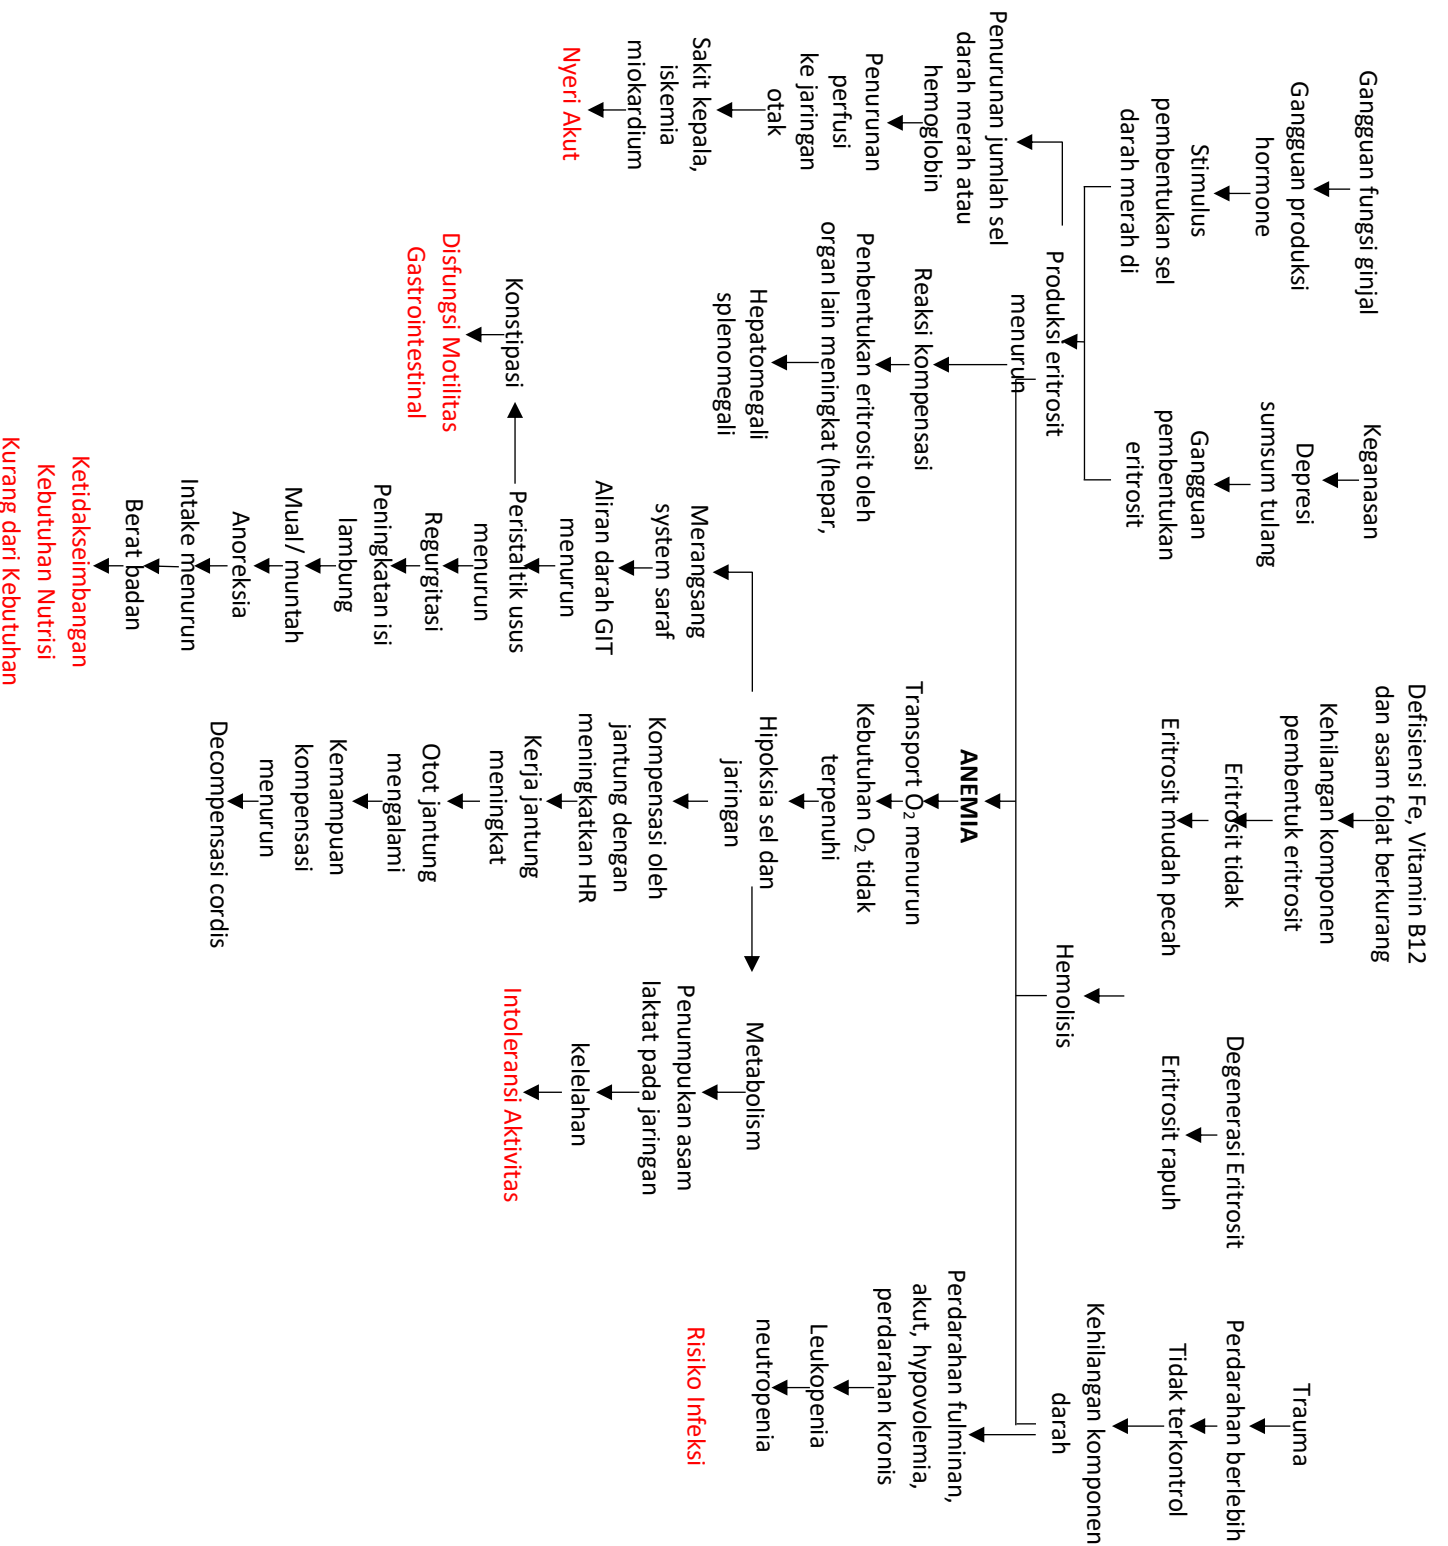 Gangguan fungsi ginjal
Gangguan produksi
hormone
Stimulus
pembentukan sel
darah merah di
Keganasan
Depresi
sumsum tulang
Gangguan
pembentukan
eritrosit
Defisiensi Fe, Vitamin B12
dan asam folat berkurang
Kehilangan komponen
pembentuk eritrosit
Eritrosit tidak
Eritrosit mudah pecah
Degenerasi Eritrosit
Eritrosit rapuh
Trauma
Perdarahan berlebih
Tidak terkontrol
Kehilangan komponen
darah
Produksi eritrosit
menurun
Hemolisis
Penurunan jumlah sel
darah merah atau
hemoglobin
Penurunan
perfusi
ke jaringan
otak
Sakit kepala,
iskemia
miokardium
Nyeri Akut
Reaksi kompensasi
Penbentukan eritrosit oleh
organ lain meningkat (hepar,
Hepatomegali
splenomegali
ANEMIA
Transport O₂ menurun
Kebutuhan O₂ tidak
terpenuhi
Hipoksia sel dan
jaringan
Perdarahan fulminan,
akut, hypovolemia,
perdarahan kronis
Leukopenia
neutropenia
Risiko Infeksi
Merangsang
system saraf
Aliran darah GIT
menurun
Peristaltik usus
menurun
Regurgitasi
Peningkatan isi
lambung
Mual/ muntah
Anoreksia
Intake menurun
Berat badan
Ketidakseimbangan
Kebutuhan Nutrisi
Kurang dari Kebutuhan
Konstipasi
Disfungsi Motilitas
Gastrointestinal
Kompensasi oleh
jantung dengan
meningkatkan HR
Kerja jantung
meningkat
Otot jantung
mengalami
Kemampuan
kompensasi
menurun
Decompensasi cordis
Metabolism
Penumpukan asam
laktat pada jaringan
kelelahan
Intoleransi Aktivitas